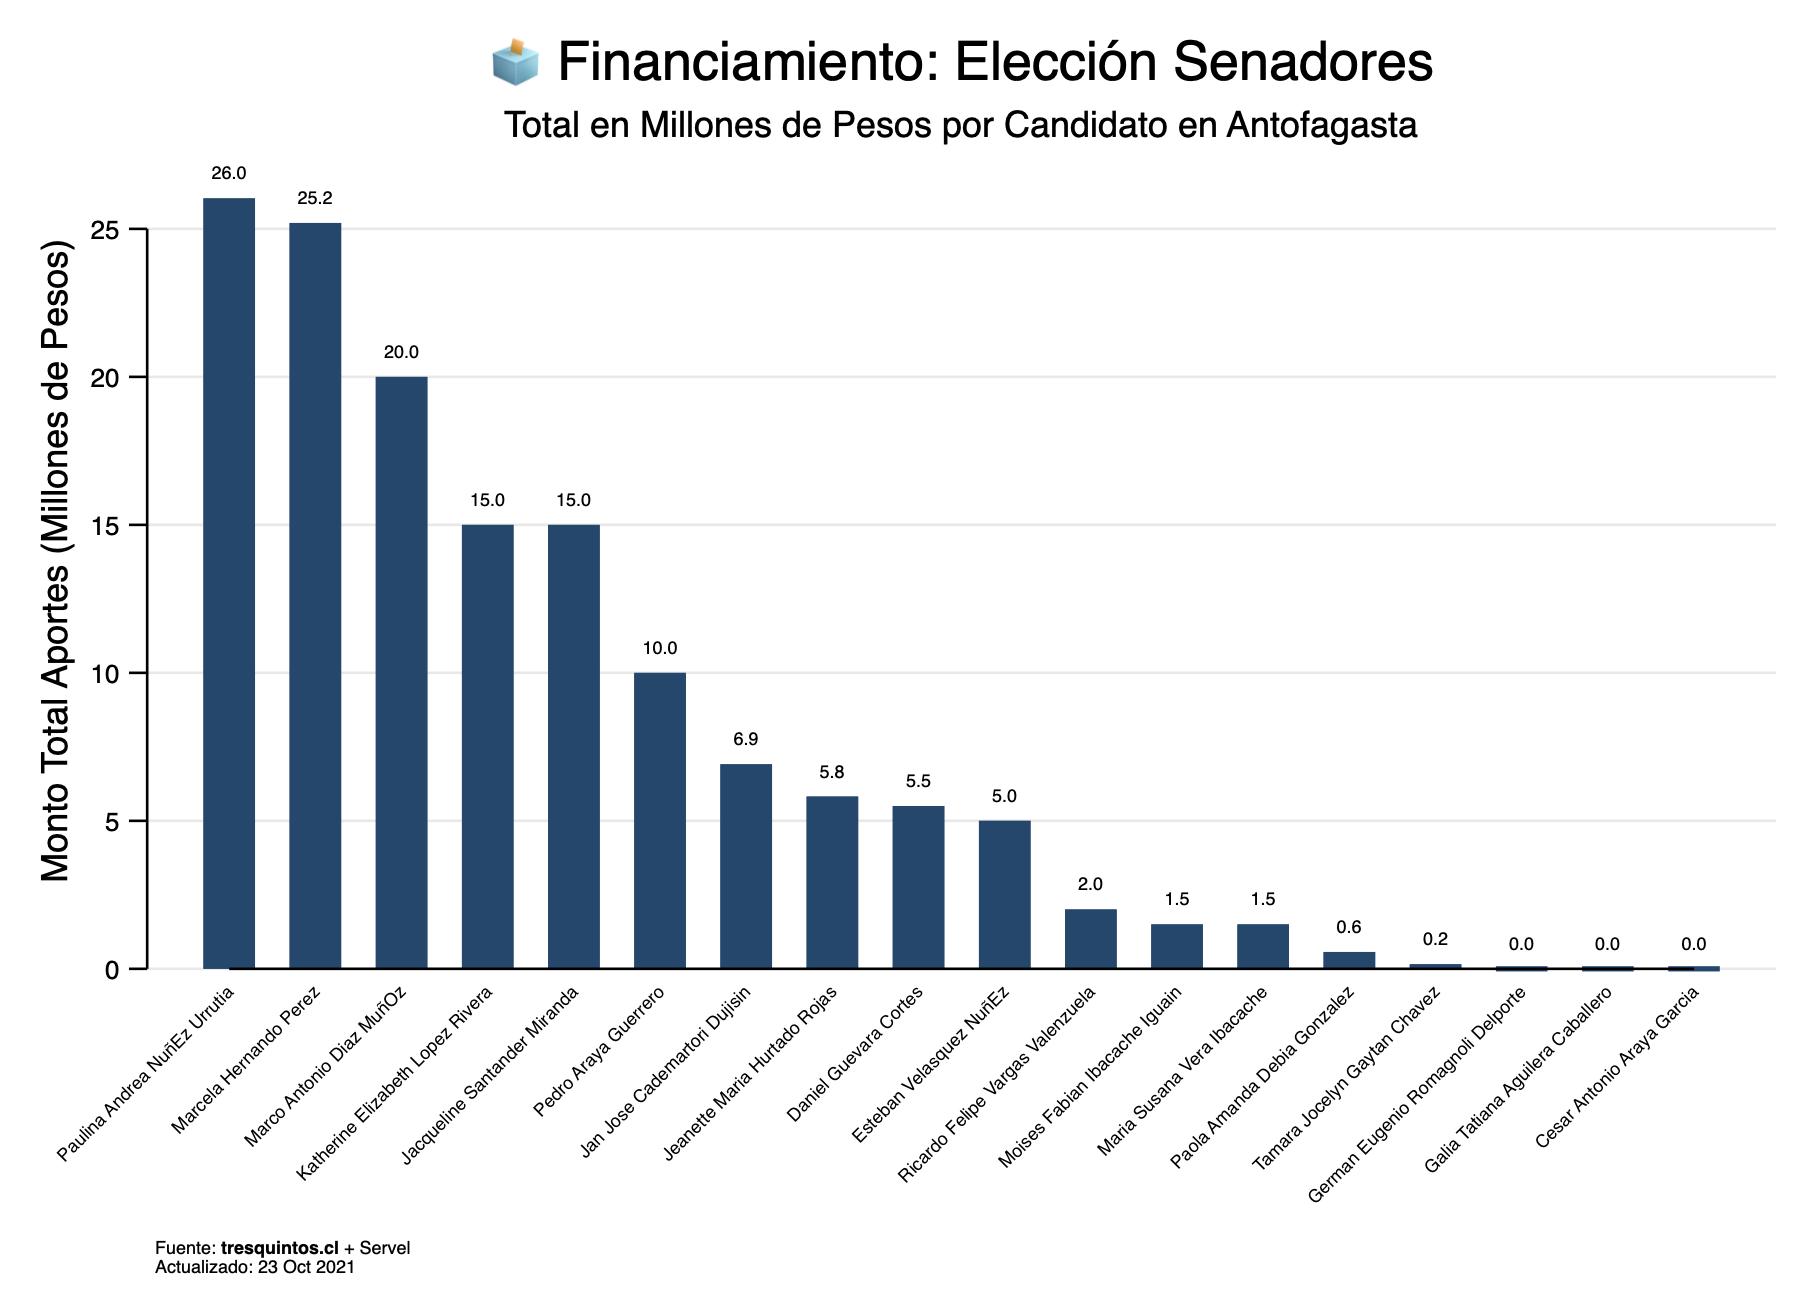 Financiamiento: Elección Senadores
Total en Millones de Pesos por Candidato en Antofagasta
Monto Total Aportes (Millones de Pesos)
25
20
15
10
5
0
26.0
25.2
20.0
15.0
15.0
10.0
6.9
5.8
5.5
5.0
2.0
1.5
1.5
0.6
0.2
0.0
0.0
0.0
Paulina Andrea NuñEz Urrutia
Marcela Hernando Perez
Marco Antonio Diaz MuñOz
Katherine Elizabeth Lopez Rivera
Jacqueline Santander Miranda
Pedro Araya Guerrero
Jan Jose Cademartori Dujisin
Jeanette Maria Hurtado Rojas
Daniel Guevara Cortes
Esteban Velasquez NuñEz
Ricardo Felipe Vargas Valenzuela
Moises Fabian Ibacache Iguain
Maria Susana Vera Ibacache
Paola Amanda Debia Gonzalez
Tamara Jocelyn Gaytan Chavez
German Eugenio Romagnoli Delporte
Galia Tatiana Aguilera Caballero
Cesar Antonio Araya Garcia
Fuente: tresquintos.cl + Servel
Actualizado: 23 Oct 2021